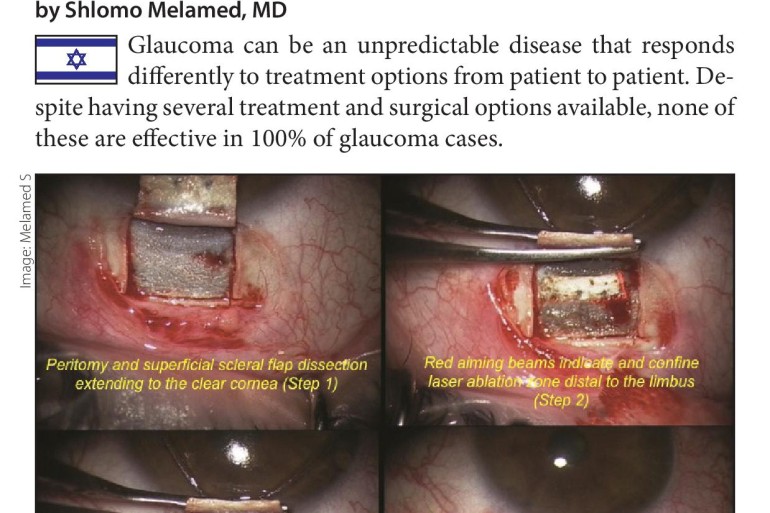 by Shlomo Melamed, MD
Glaucoma can be an unpredictable disease that responds
differently to treatment options from patient to patient. De-
spite having several treatment and surgical options available, none of
these are effective in 100% of glaucoma cases.
Image: Melamed S
Peritomy and superficial scleral flap dissection
extending to the clear cornea (Step 1)
Red aiming beams indicate and confine
laser ablation zone distal to the limbus
(Step 2)